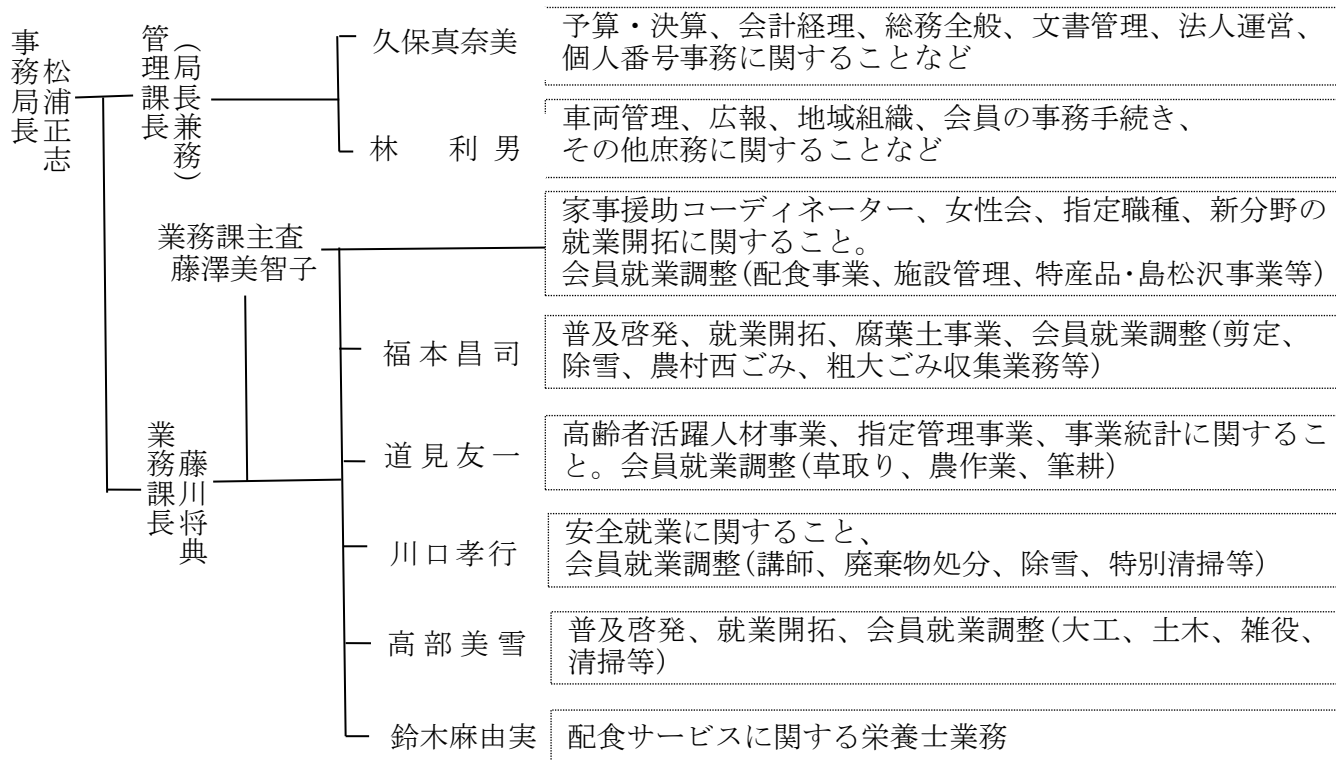 事務局長
松浦正志
管理課長
(局長兼務)
久保真奈美
予算・決算、会計経理、総務全般、文書管理、法人運営、
個人番号事務に関することなど
林　利男
車両管理、広報、地域組織、会員の事務手続き、
その他庶務に関することなど
業務課主査
藤澤美智子
家事援助コーディネーター、女性会、指定職種、新分野の
就業開拓に関すること。
会員就業調整(配食事業、施設管理、特産品・島松沢事業等)
福本昌司
普及啓発、就業開拓、腐葉土事業、会員就業調整(剪定、
除雪、農村西ごみ、粗大ごみ収集業務等)
業務課長
藤川将典
道見友一
高齢者活躍人材事業、指定管理事業、事業統計に関するこ
と。会員就業調整(草取り、農作業、筆耕)
川口孝行
安全就業に関すること、
会員就業調整(講師、廃棄物処分、除雪、特別清掃等)
高部美雪
普及啓発、就業開拓、会員就業調整(大工、土木、雑役、
清掃等)
鈴木麻由実
配食サービスに関する栄養士業務